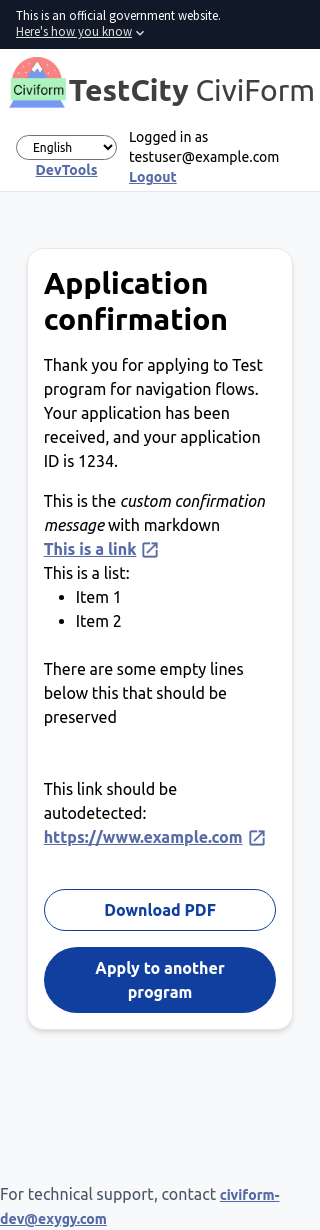 This is an official government website.
Here's how you know
Civiform
TestCity CiviForm
English
DevTools
Logged in as
testuser@example.com
Logout
Application
confirmation
Thank you for applying to Test
program for navigation flows.
Your application has been
received, and your application
ID is 1234.
This is the custom confirmation
message with markdown
This is a link
This is a list:
• Item 1
• Item 2
There are some empty lines
below this that should be
preserved
This link should be
autodetected:
https://www.example.com
Download PDF
Apply to another
program
For technical support, contact civiform-
dev@exygy.com